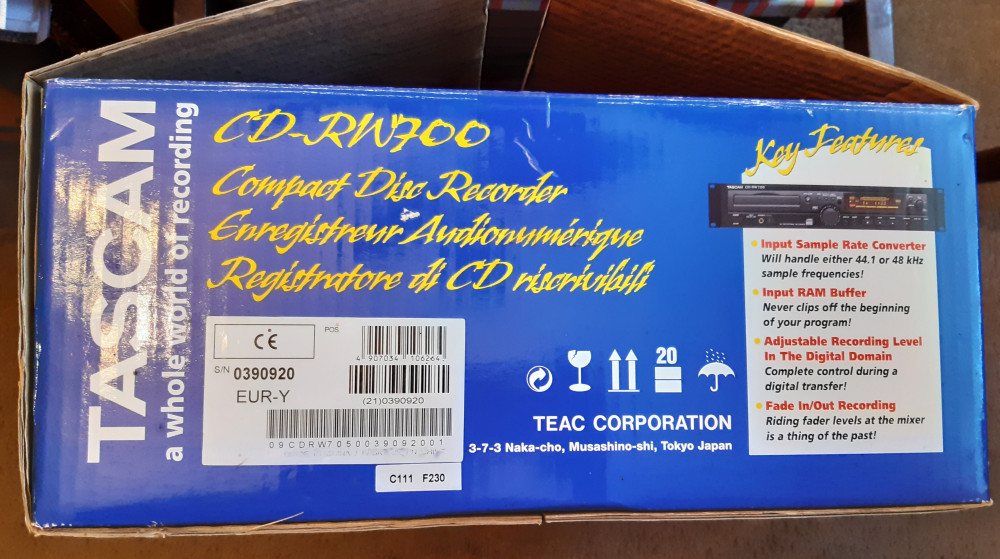 TASCAM
a whole world of recording
CD-RW700
Compact Disc Recorder
Enregistreur Audionumérique
Registratore di CD riscrivibili
CE
POS.
4 907034 106264
S/N 0390920
EUR-Y
(21)0390920
09CDRW70500039092001
C111 F230
20
TEAC CORPORATION
3-7-3 Naka-cho, Musashino-shi, Tokyo Japan
Key Features
TASCAM
• Input Sample Rate Converter
Will handle either 44.1 or 48 kHz
sample frequencies!
• Input RAM Buffer
Never clips off the beginning
of your program!
• Adjustable Recording Level
In The Digital Domain
Complete control during a
digital transfer!
• Fade In/Out Recording
Riding fader levels at the mixer
is a thing of the past!